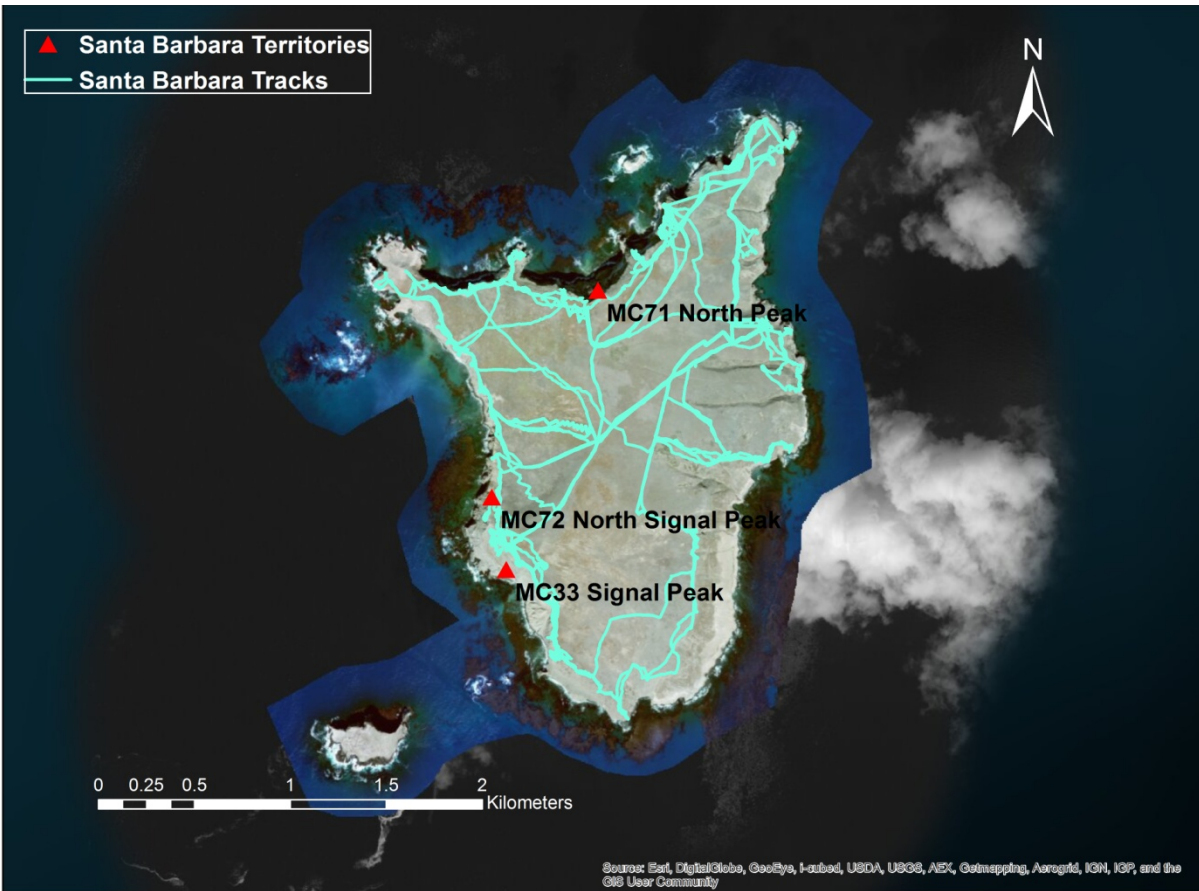 Santa Barbara Territories
Santa Barbara Tracks
N
MC71 North Peak
MC72 North Signal Peak
MC33 Signal Peak
0 0.25 0.5 1 1.5 2
Kilometers
Source: Esri, DigitalGlobe, GeoEye, i-cubed, USDA, USGS, AEX, Getmapping, Aerogrid, IGN, IGP, and the
GIS User Community